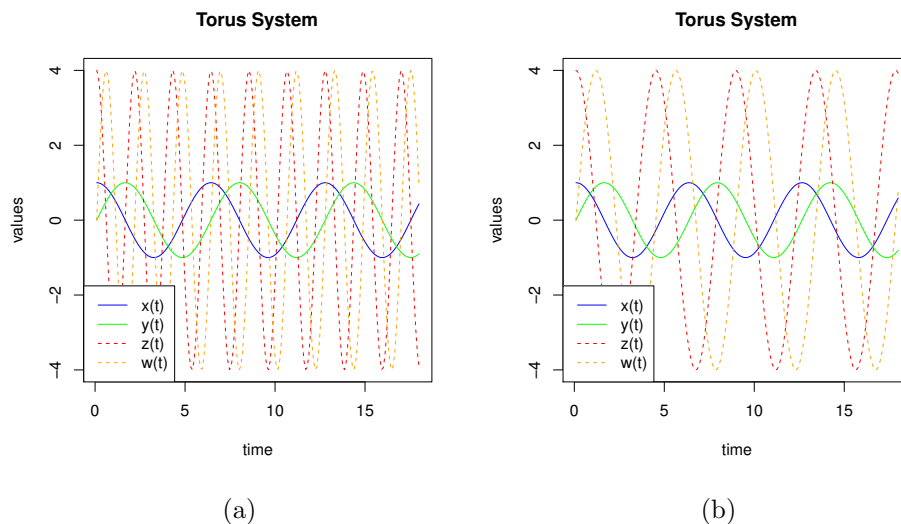 Torus System
values
4
2
0
−2
−4
x(t)
y(t)
z(t)
w(t)
0 5 10 15
time
(a)
Torus System
values
4
2
0
−2
−4
x(t)
y(t)
z(t)
w(t)
0 5 10 15
time
(b)